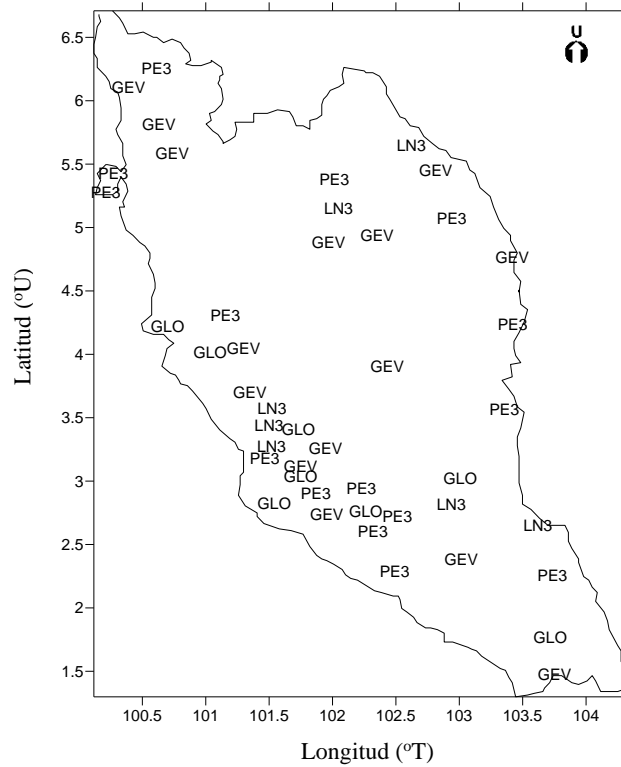 U
6.5
PE3
GEV
6
GEV
GEV
LN3
5.5
GEV
PE3
PE3
PE3
LN3
PE3
5
GEV
GEV
GEV
4.5
PE3
GLO
PE3
GEV
GLO
4
GEV
GEV
LN3
PE3
3.5
LN3
GLO
LN3
GEV
PE3
GEV
GLO
GLO
3
PE3
PE3
GLO
LN3
GEV
GLO
PE3
LN3
PE3
2.5
GEV
PE3
PE3
2
GLO
1.5
GEV
100.5 101 101.5 102 102.5 103 103.5 104
Latitud (ºU)
Longitud (ºT)